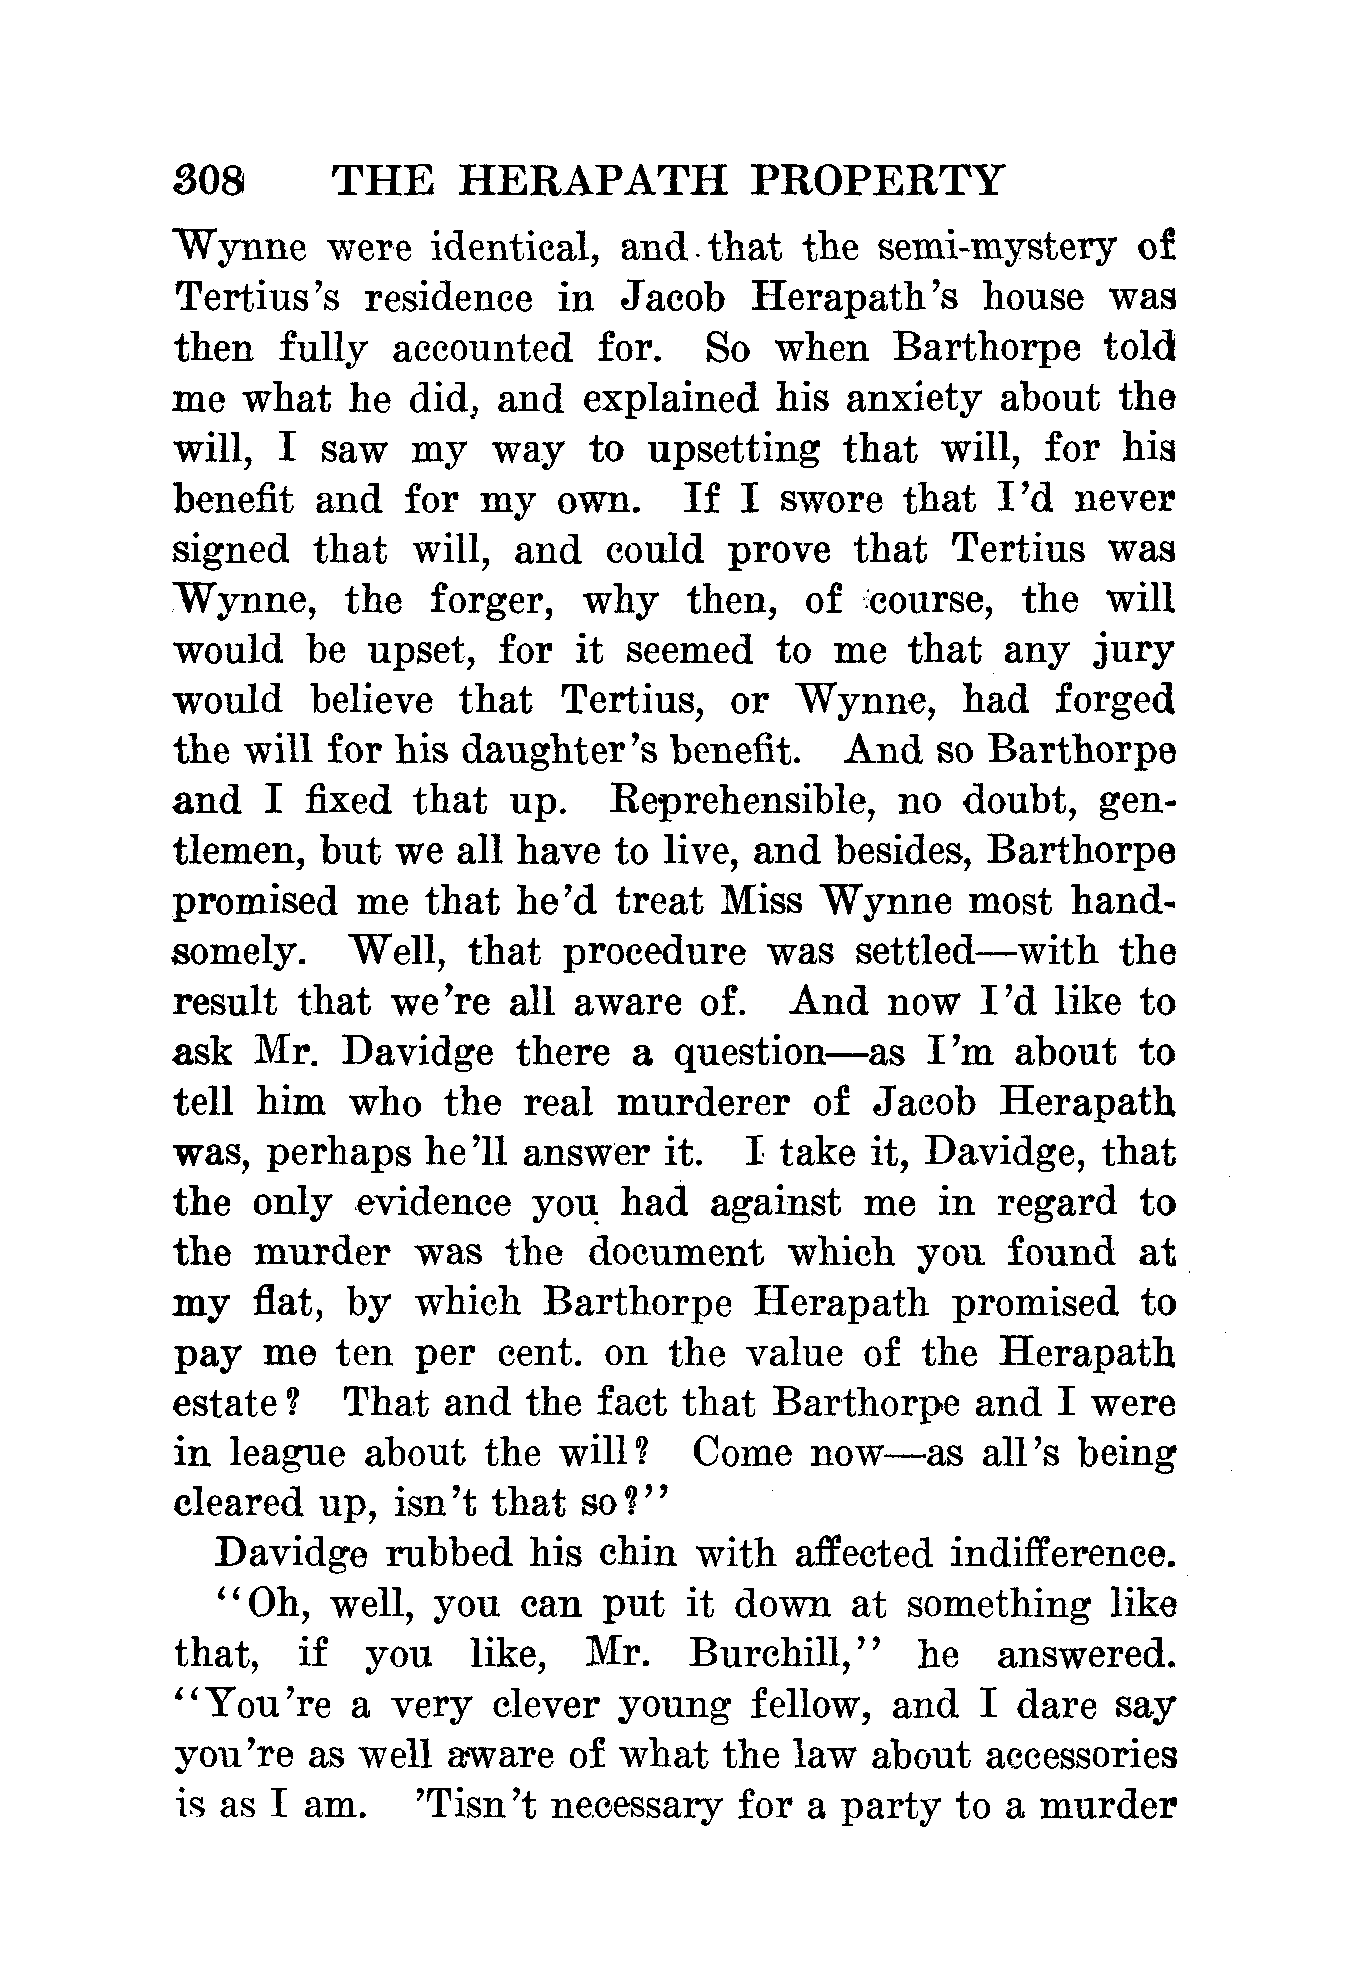 308 THE HERAPATH PROPERTY
Wynne were identical, and that the semi-mystery of
Tertius's residence in Jacob Herapath's house was
then fully accounted for. So when Barthorpe told
me what he did, and explained his anxiety about the
will, I saw my way to upsetting that will, for his
benefit and for my own. If I swore that I'd never
signed that will, and could prove that Tertius was
Wynne, the forger, why then, of course, the will
would be upset, for it seemed to me that any jury
would believe that Tertius, or Wynne, had forged
the will for his daughter's benefit. And so Barthorpe
and I fixed that up. Reprehensible, no doubt, gen-
tlemen, but we all have to live, and besides, Barthorpe
promised me that he'd treat Miss Wynne most hand-
somely. Well, that procedure was settled—with the
result that we're all aware of. And now I'd like to
ask Mr. Davidge there a question—as I'm about to
tell him who the real murderer of Jacob Herapath
was, perhaps he'll answer it. I take it, Davidge, that
the only evidence you had against me in regard to
the murder was the document which you found at
my flat, by which Barthorpe Herapath promised to
pay me ten per cent. on the value of the Herapath
estate? That and the fact that Barthorpe and I were
in league about the will? Come now—as all's being
cleared up, isn't that so?"
Davidge rubbed his chin with affected indifference.
"Oh, well, you can put it down at something like
that, if you like, Mr. Burchill," he answered.
"You're a very clever young fellow, and I dare say
you're as well aware of what the law about accessories
is as I am. 'Tisn't necessary for a party to a murder